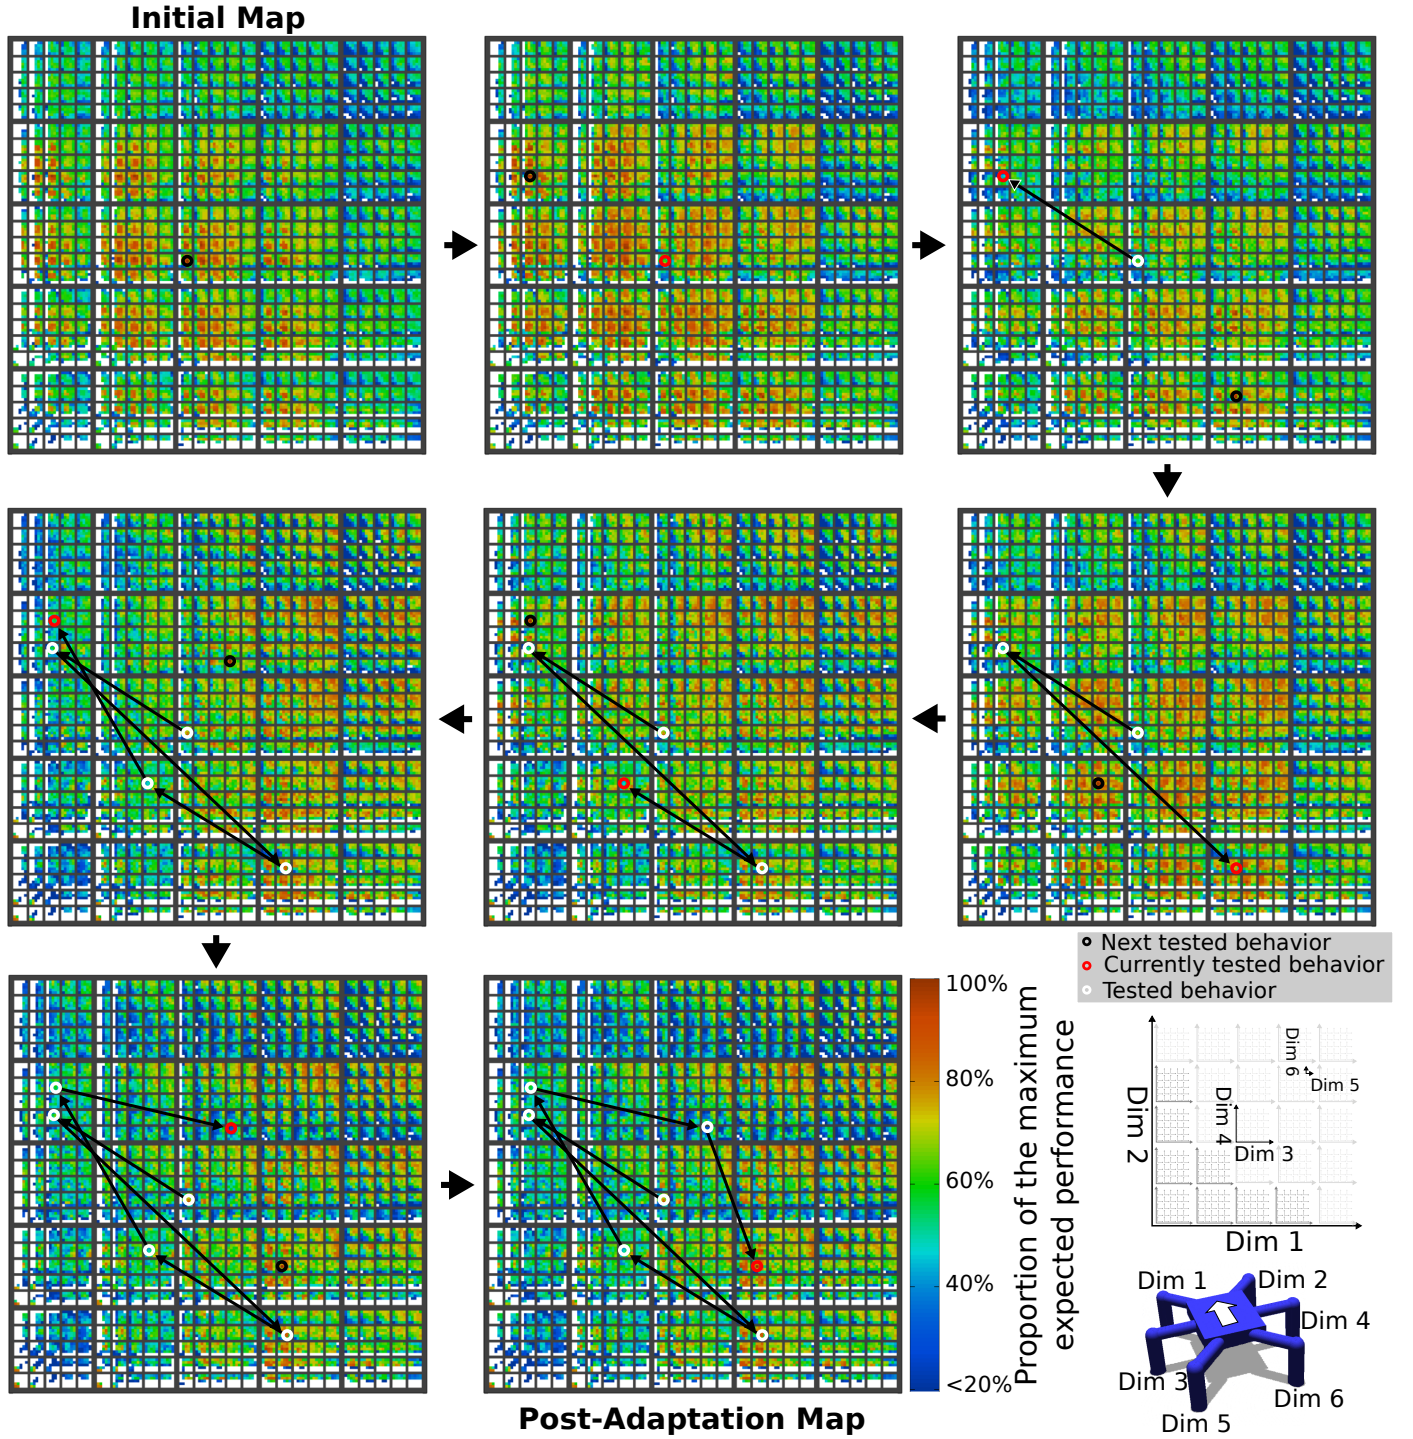 Initial Map
Next tested behavior
Currently tested behavior
Tested behavior
100%
80%
60%
40%
<20%
Proportion of the maximum
expected performance
Dim 2
Dim 6
Dim 5
Dim 4
Dim 3
Dim 1
Dim 1
Dim 2
Dim 4
Dim 3
Dim 6
Dim 5
Post-Adaptation Map